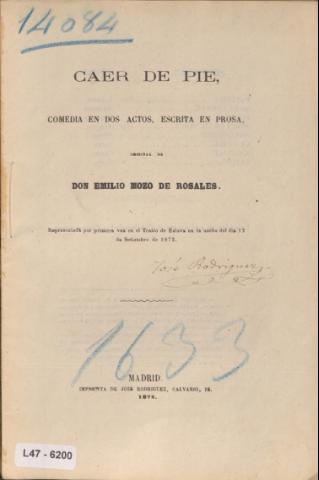 14084
CAER DE PIE,
COMEDIA EN DOS ACTOS, ESCRITA EN PROSA,
ORIGINAL DE
DON EMILIO MOZO DE ROSALES.
Representada por primera vez en el Teatro de Eslava en la noche del dia 12
de Setiembre de 1872.
José Rodriguez
1633
MADRID.
IMPRENTA DE JOSÉ RODRIGUEZ, CALVARIO, 18.
L47 - 6200